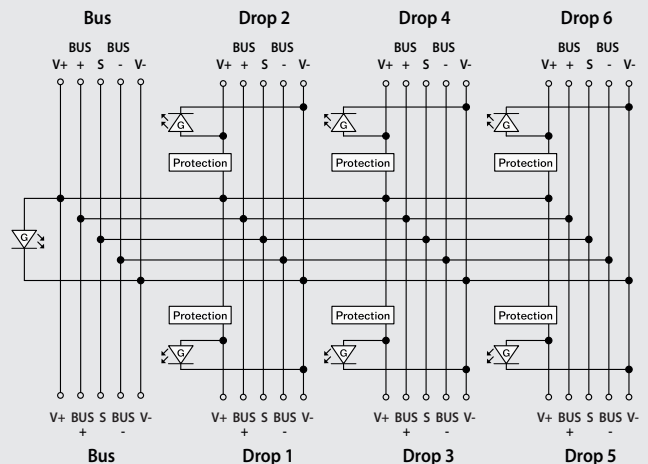 Bus Drop 2 Drop 4 Drop 6
BUS BUS BUS BUS BUS BUS BUS BUS
V+ + S - V- V+ + S - V- V+ + S - V- V+ + S - V-
G G G
Protection Protection Protection
G
Protection Protection Protection
G G G
V+ BUS S BUS V- V+ BUS S BUS V- V+ BUS S BUS V- V+ BUS S BUS V-
+ - + - + - + -
Bus Drop 1 Drop 3 Drop 5